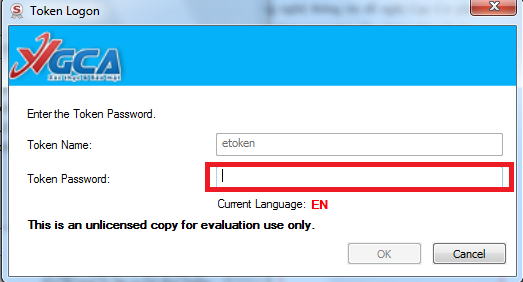 Token Logon
VGCA
Enter the Token Password.
Token Name:
etoken
Token Password:
Current Language: EN
This is an unlicensed copy for evaluation use only.
OK
Cancel